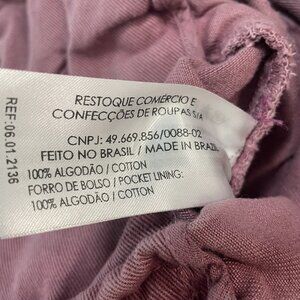 RESTOQUE COMÉRCIO E
CONFECÇÕES DE ROUPAS S/A
CNPJ: 49.669.856/0088-02
FEITO NO BRASIL / MADE IN BRAZIL
100% ALGODÃO / COTTON
FORRO DE BOLSO / POCKET LINING:
100% ALGODÃO / COTTON
REF:06.01.2136